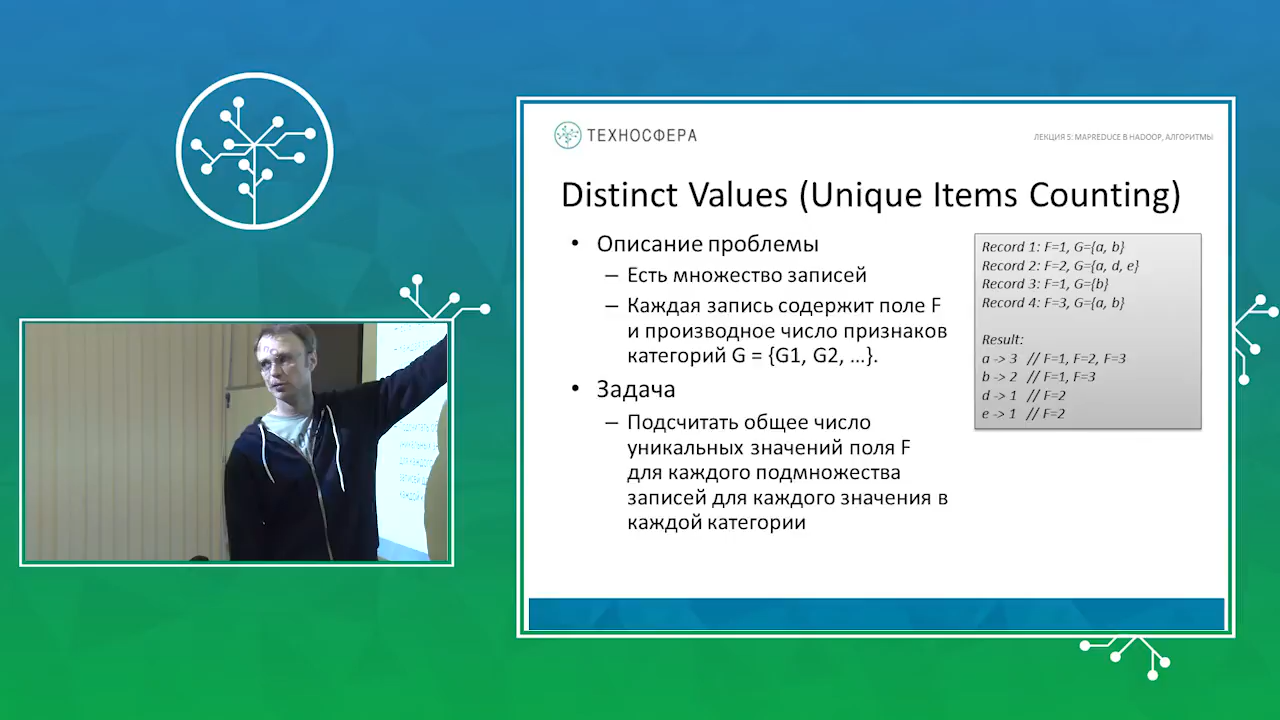 ТЕХНОСФЕРА
ЛЕКЦИЯ 5: MAPREDUCE В HADOOP, АЛГОРИТМЫ
Distinct Values (Unique Items Counting)
• Описание проблемы
– Есть множество записей
– Каждая запись содержит поле F
и производное число признаков
категорий G = {G1, G2, …}.
• Задача
– Подсчитать общее число
уникальных значений поля F
для каждого подмножества
записей для каждого значения в
каждой категории
Record 1: F=1, G={a, b}
Record 2: F=2, G={a, d, e}
Record 3: F=1, G={b}
Record 4: F=3, G={a, b}
Result:
a -> 3 // F=1, F=2, F=3
b -> 2 // F=1, F=3
d -> 1 // F=2
e -> 1 // F=2